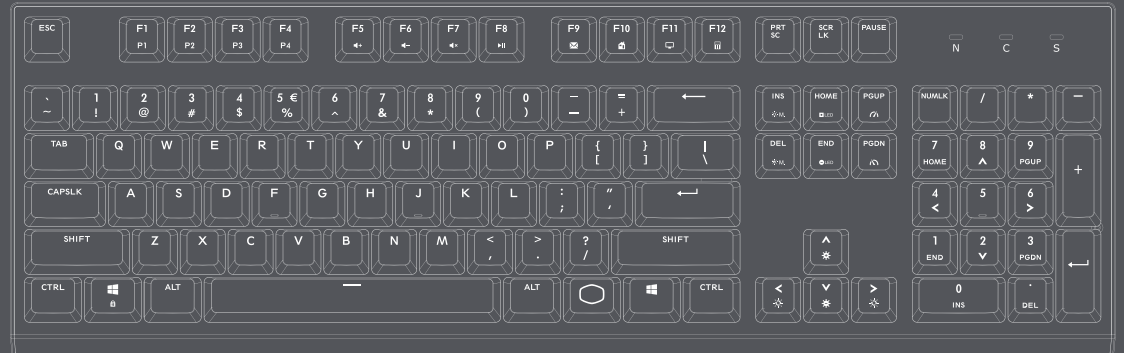 ESC F1 F2 F3 F4 F5 F6 F7 F8 F9 F10 F11 F12 PRT SC SCR LK PAUSE
P1 P2 P3 P4 N C S
` 1 2 3 4 5 € 6 7 8 9 0 – = INS HOME PGUP NUMLK / * –
~ ! @ # $ % ^ & * ( ) — + M. LED
TAB Q W E R T Y U I O P { } | DEL END PGDN 7 8 9 +
[ ] \ M. LED HOME PGUP
CAPSLK A S D F G H J K L : " 4 5 6
; ' < >
SHIFT Z X C V B N M < > ? SHIFT 1 2 3
, . / END PGDN
CTRL ALT ALT CTRL < > 0 .
INS DEL